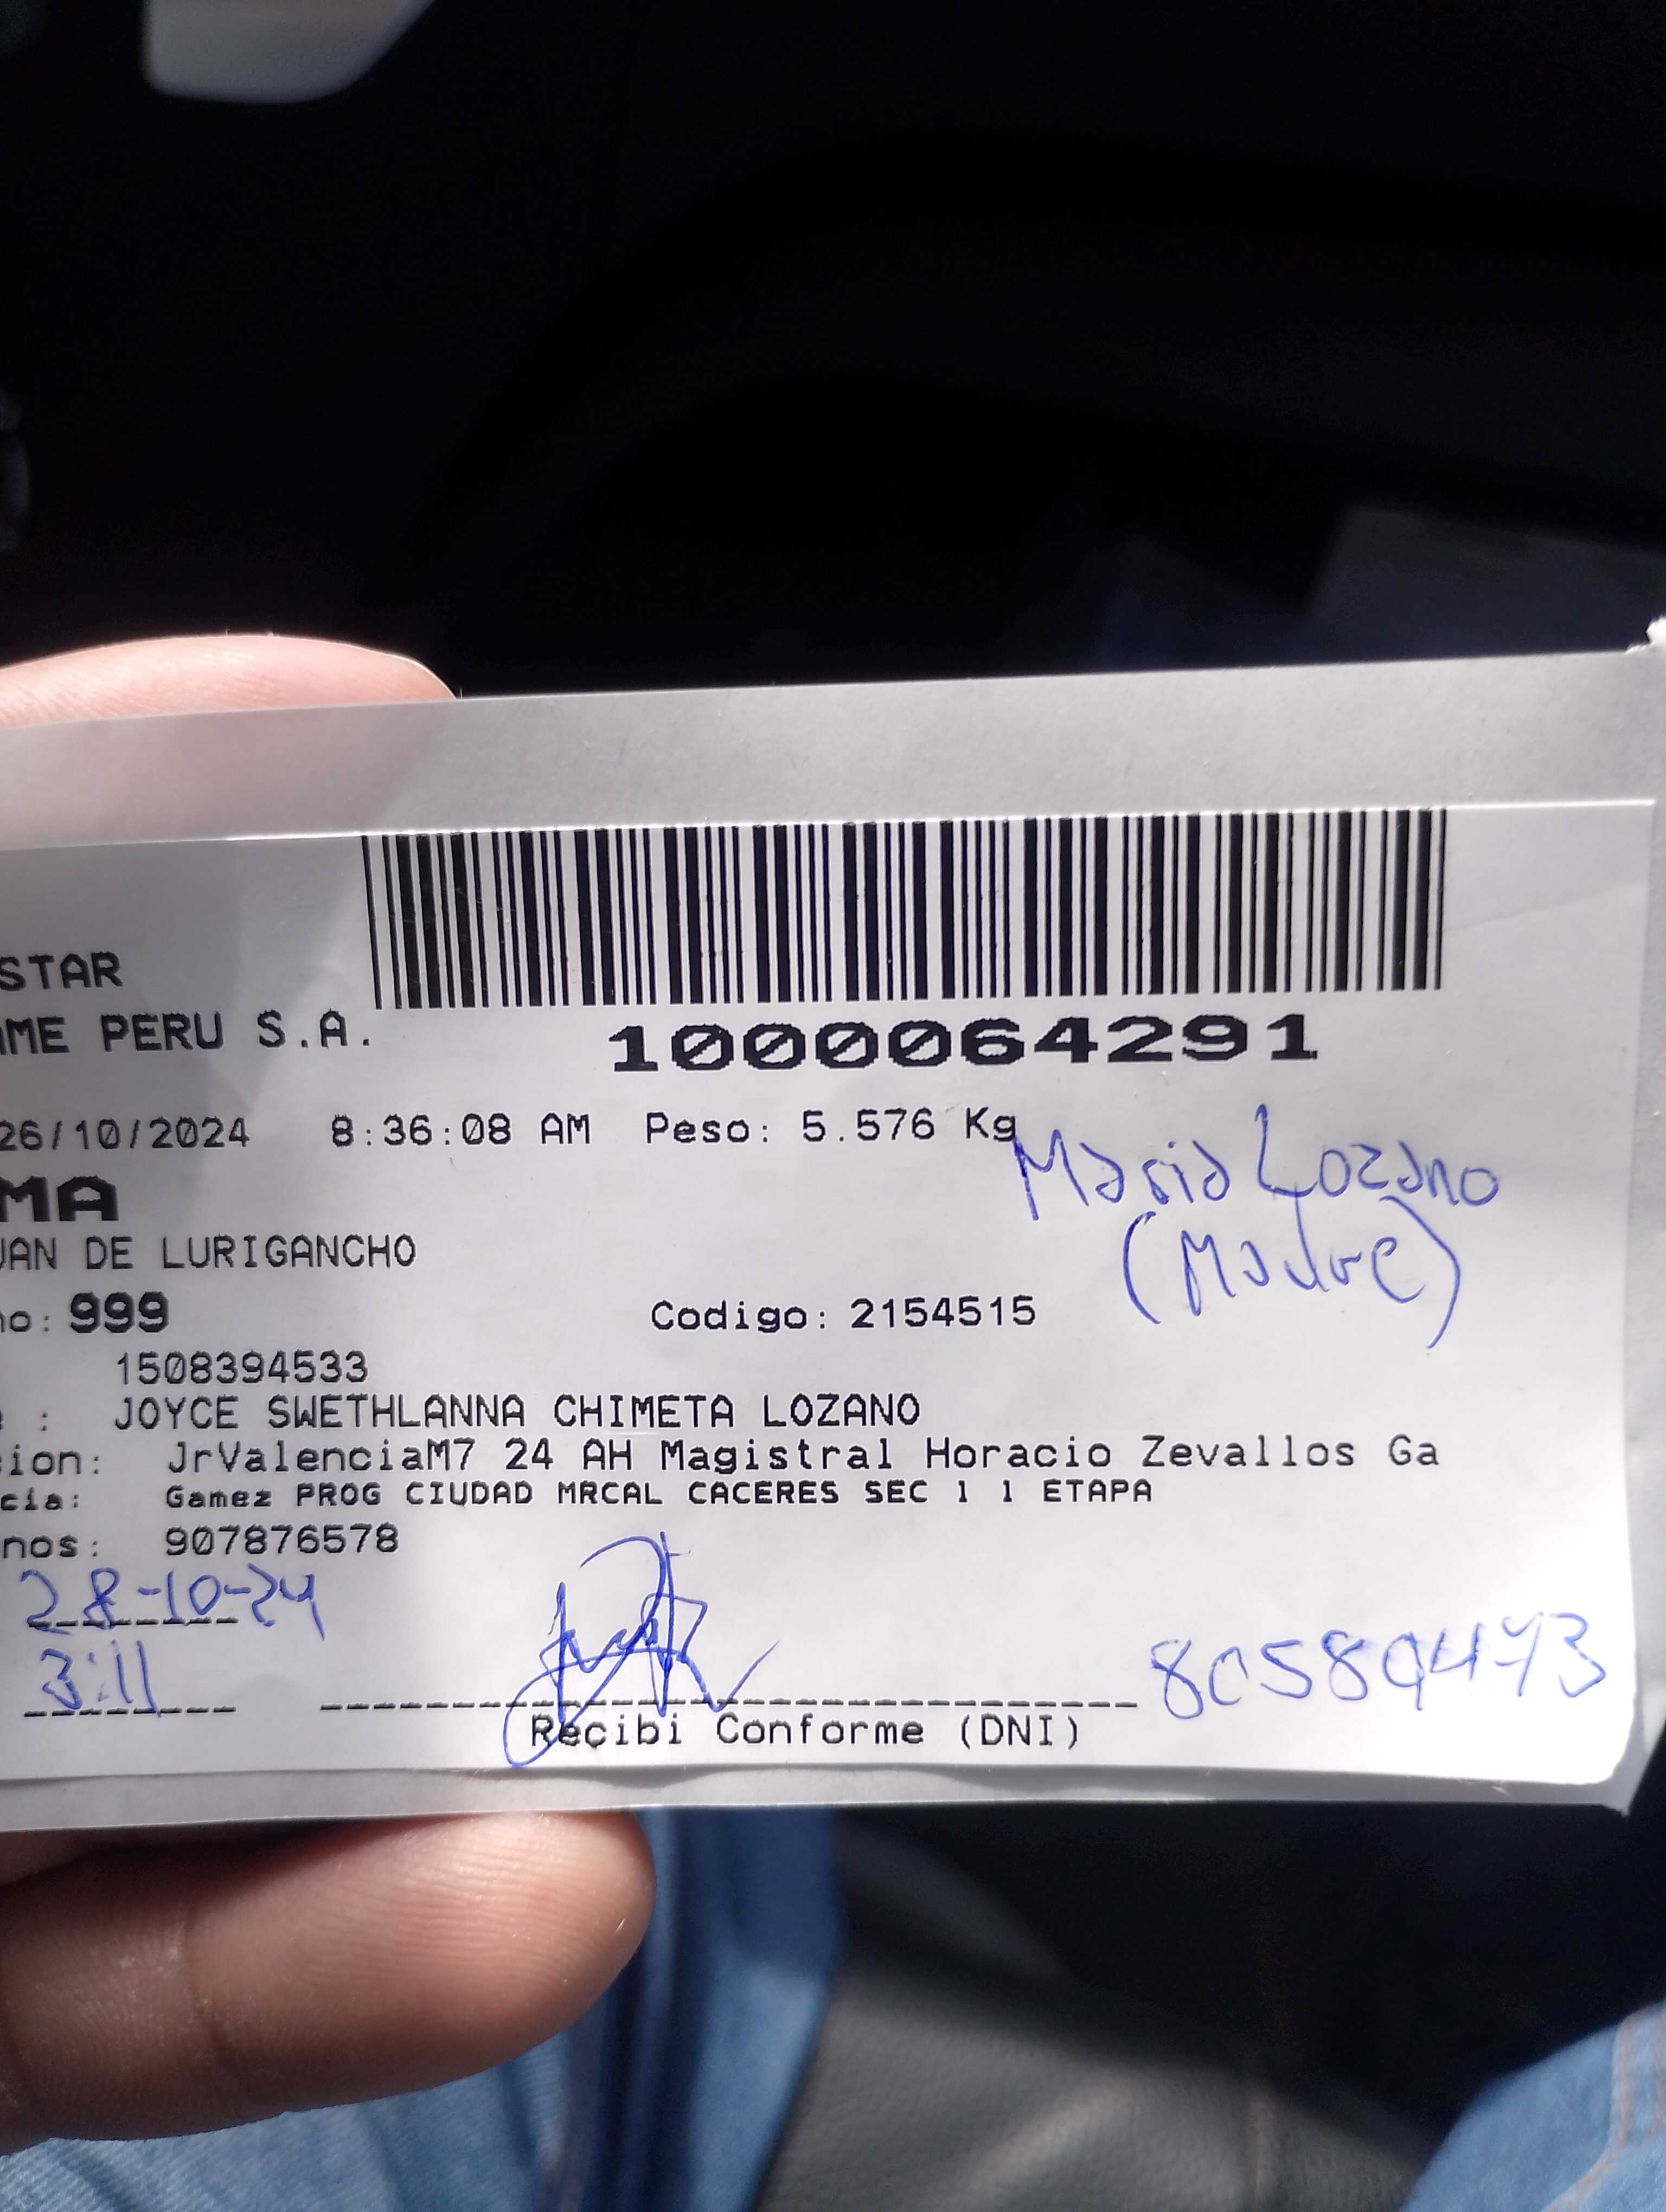 STAR
ME PERU S.A.
1000064291
26/10/2024 8:36:08 AM Peso: 5.576 Kg
Maria Lozano
(Madre)
MA
UAN DE LURIGANCHO
no: 999 Codigo: 2154515
1508394533
: JOYCE SWETHLANNA CHIMETA LOZANO
cion: JrValenciaM7 24 AH Magistral Horacio Zevallos Ga
cia: Gamez PROG CIUDAD MRCAL CACERES SEC 1 1 ETAPA
nos: 907876578
28-10-24
3:11
Recibi Conforme (DNI)